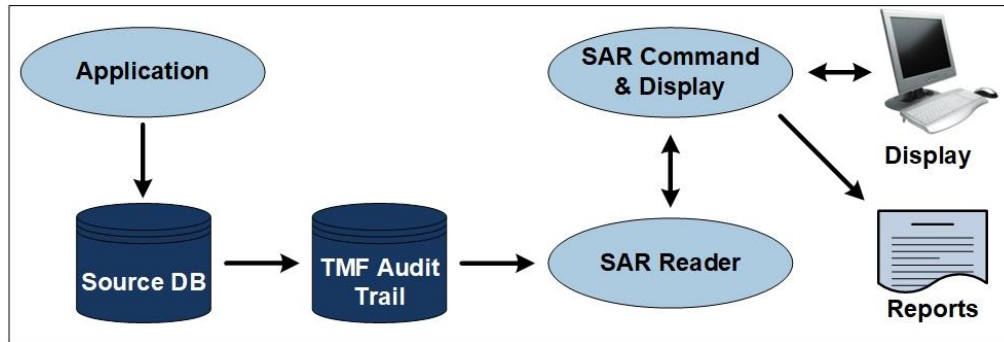 Application
SAR Command
& Display
Display
Source DB
TMF Audit
Trail
SAR Reader
Reports